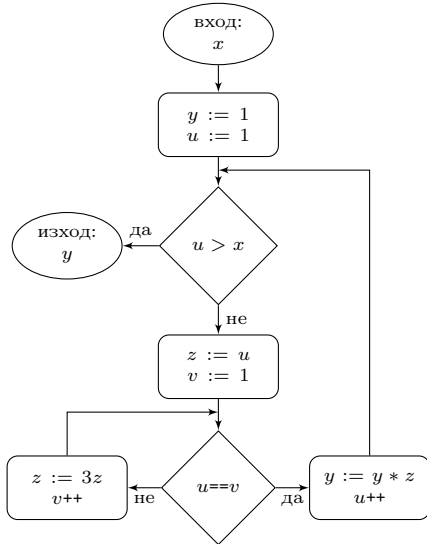 вход:
x
y := 1
u := 1
да
изход:
y
u > x
не
z := u
v := 1
z := 3z
v++
не
u==v
да
y := y * z
u++